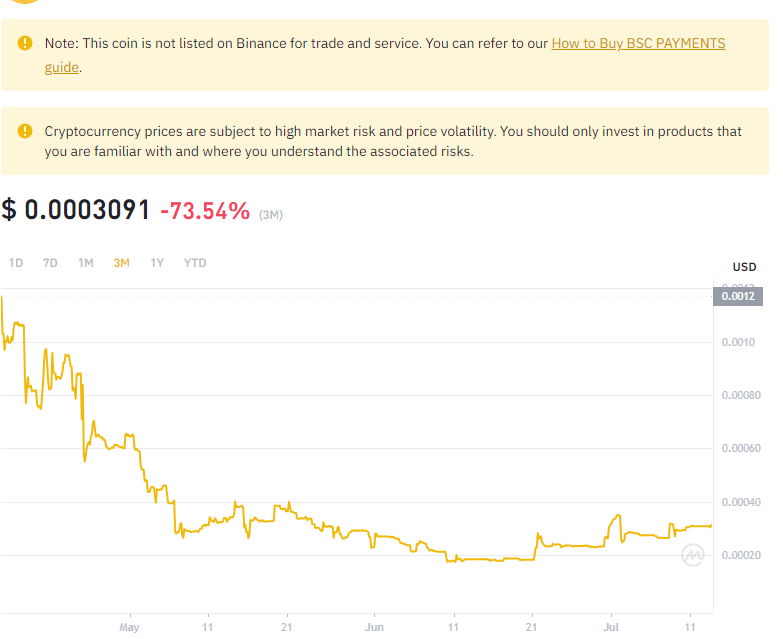 Note: This coin is not listed on Binance for trade and service. You can refer to our How to Buy BSC PAYMENTS
guide.
Cryptocurrency prices are subject to high market risk and price volatility. You should only invest in products that
you are familiar with and where you understand the associated risks.
$ 0.0003091 -73.54% (3M)
1D 7D 1M 3M 1Y YTD
USD
0.0012
0.0010
0.00080
0.00060
0.00040
0.00020
May 11 21 Jun 11 21 Jul 11